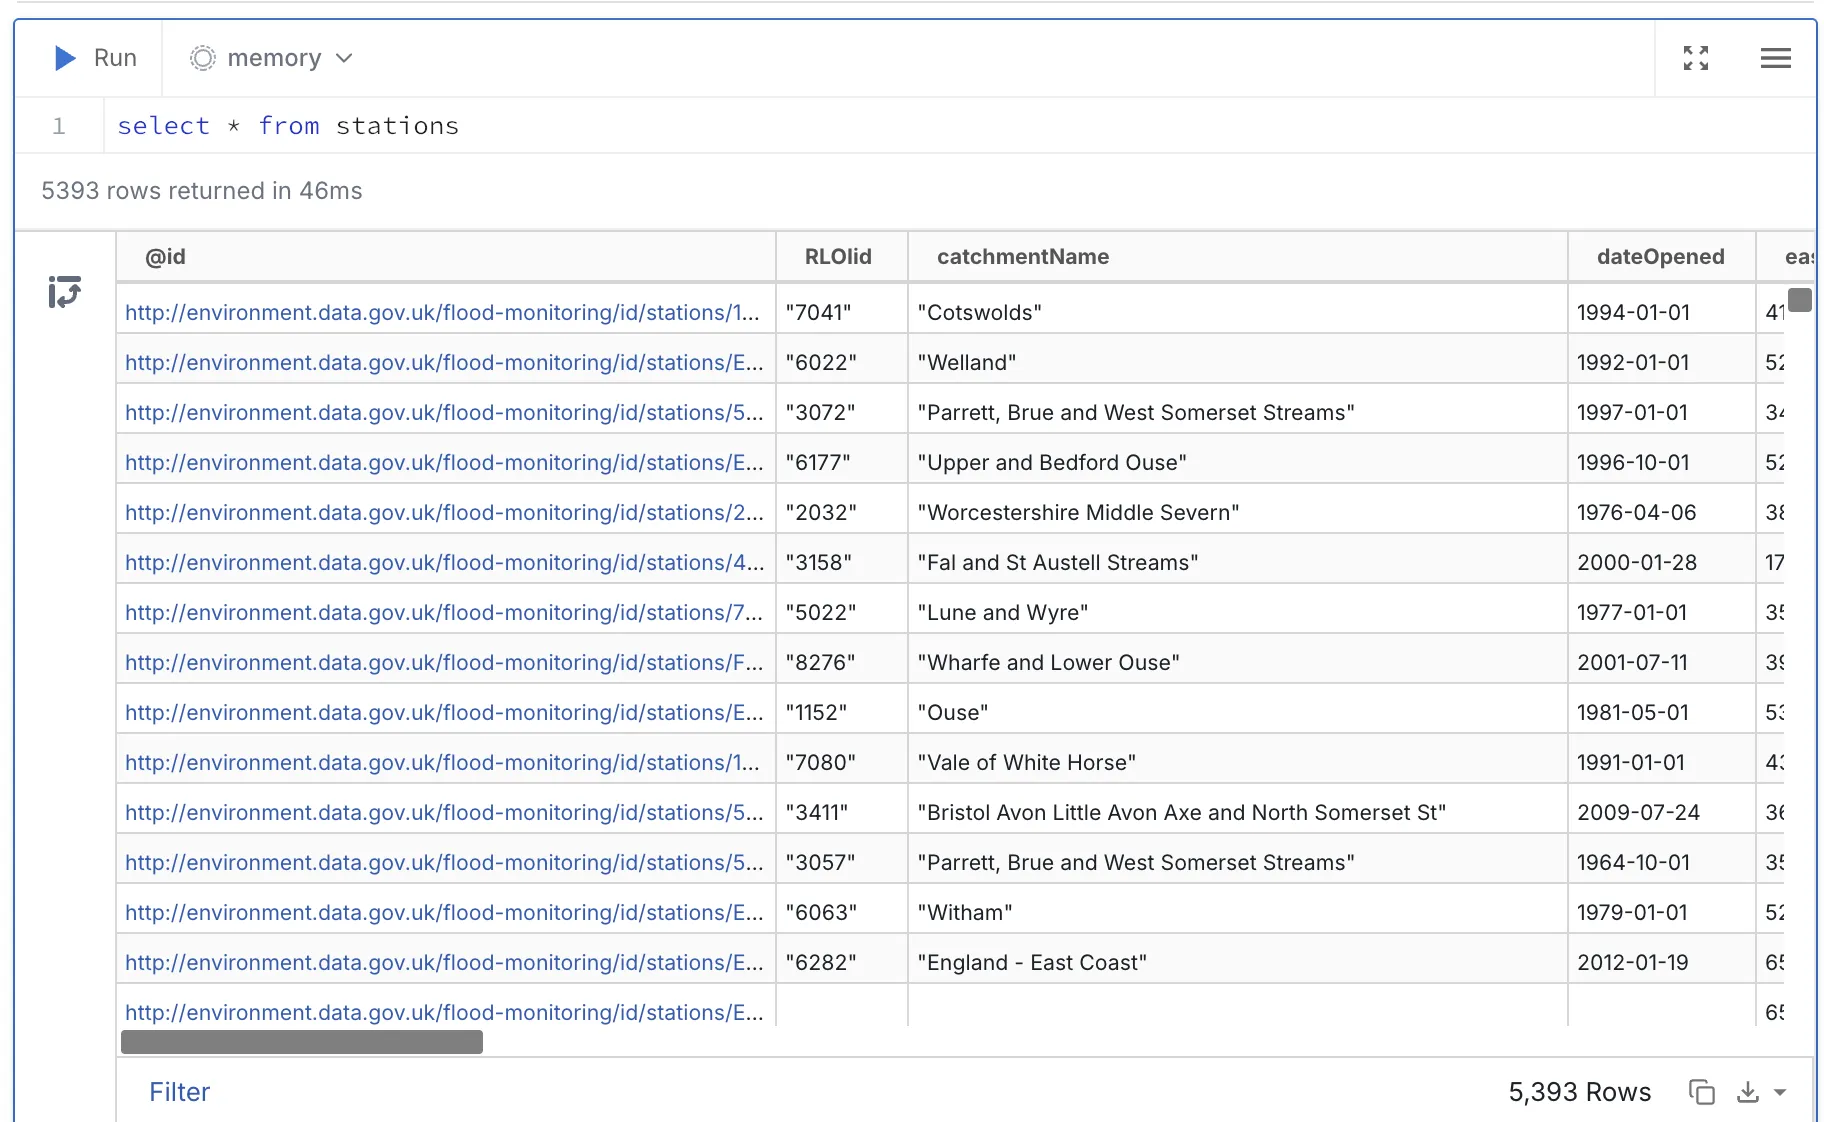 Run memory
1 select * from stations
5393 rows returned in 46ms
@id RLOIid catchmentName dateOpened eas
http://environment.data.gov.uk/flood-monitoring/id/stations/1... "7041" "Cotswolds" 1994-01-01 41
http://environment.data.gov.uk/flood-monitoring/id/stations/E... "6022" "Welland" 1992-01-01 52
http://environment.data.gov.uk/flood-monitoring/id/stations/5... "3072" "Parrett, Brue and West Somerset Streams" 1997-01-01 34
http://environment.data.gov.uk/flood-monitoring/id/stations/E... "6177" "Upper and Bedford Ouse" 1996-10-01 52
http://environment.data.gov.uk/flood-monitoring/id/stations/2... "2032" "Worcestershire Middle Severn" 1976-04-06 38
http://environment.data.gov.uk/flood-monitoring/id/stations/4... "3158" "Fal and St Austell Streams" 2000-01-28 17
http://environment.data.gov.uk/flood-monitoring/id/stations/7... "5022" "Lune and Wyre" 1977-01-01 35
http://environment.data.gov.uk/flood-monitoring/id/stations/F... "8276" "Wharfe and Lower Ouse" 2001-07-11 39
http://environment.data.gov.uk/flood-monitoring/id/stations/E... "1152" "Ouse" 1981-05-01 53
http://environment.data.gov.uk/flood-monitoring/id/stations/1... "7080" "Vale of White Horse" 1991-01-01 43
http://environment.data.gov.uk/flood-monitoring/id/stations/5... "3411" "Bristol Avon Little Avon Axe and North Somerset St" 2009-07-24 36
http://environment.data.gov.uk/flood-monitoring/id/stations/5... "3057" "Parrett, Brue and West Somerset Streams" 1964-10-01 35
http://environment.data.gov.uk/flood-monitoring/id/stations/E... "6063" "Witham" 1979-01-01 52
http://environment.data.gov.uk/flood-monitoring/id/stations/E... "6282" "England - East Coast" 2012-01-19 65
http://environment.data.gov.uk/flood-monitoring/id/stations/E... 65
Filter 5,393 Rows